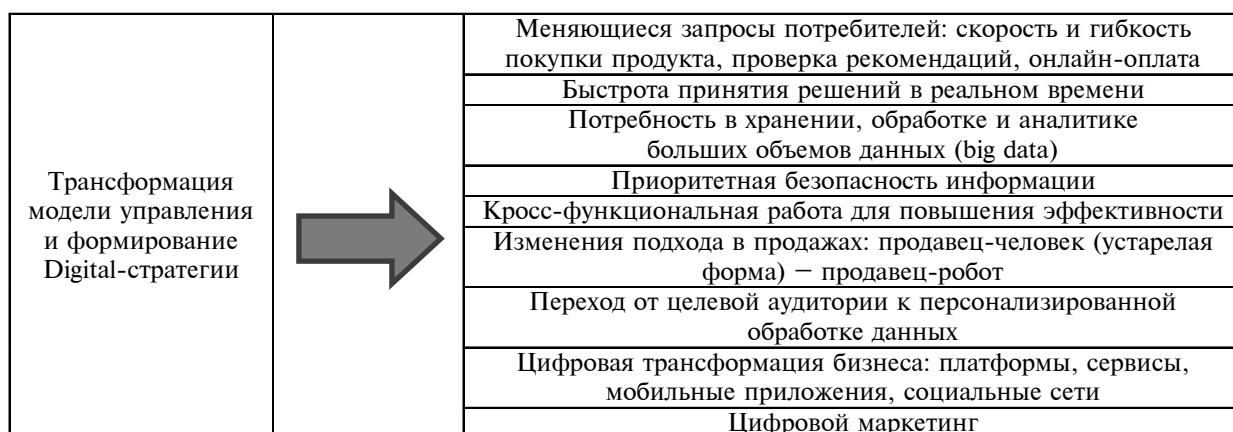 Трансформация
модели управления
и формирование
Digital-стратегии
Меняющиеся запросы потребителей: скорость и гибкость
покупки продукта, проверка рекомендаций, онлайн-оплата
Быстрота принятия решений в реальном времени
Потребность в хранении, обработке и аналитике
больших объемов данных (big data)
Приоритетная безопасность информации
Кросс-функциональная работа для повышения эффективности
Изменения подхода в продажах: продавец-человек (устарелая
форма) − продавец-робот
Переход от целевой аудитории к персонализированной
обработке данных
Цифровая трансформация бизнеса: платформы, сервисы,
мобильные приложения, социальные сети
Цифровой маркетинг